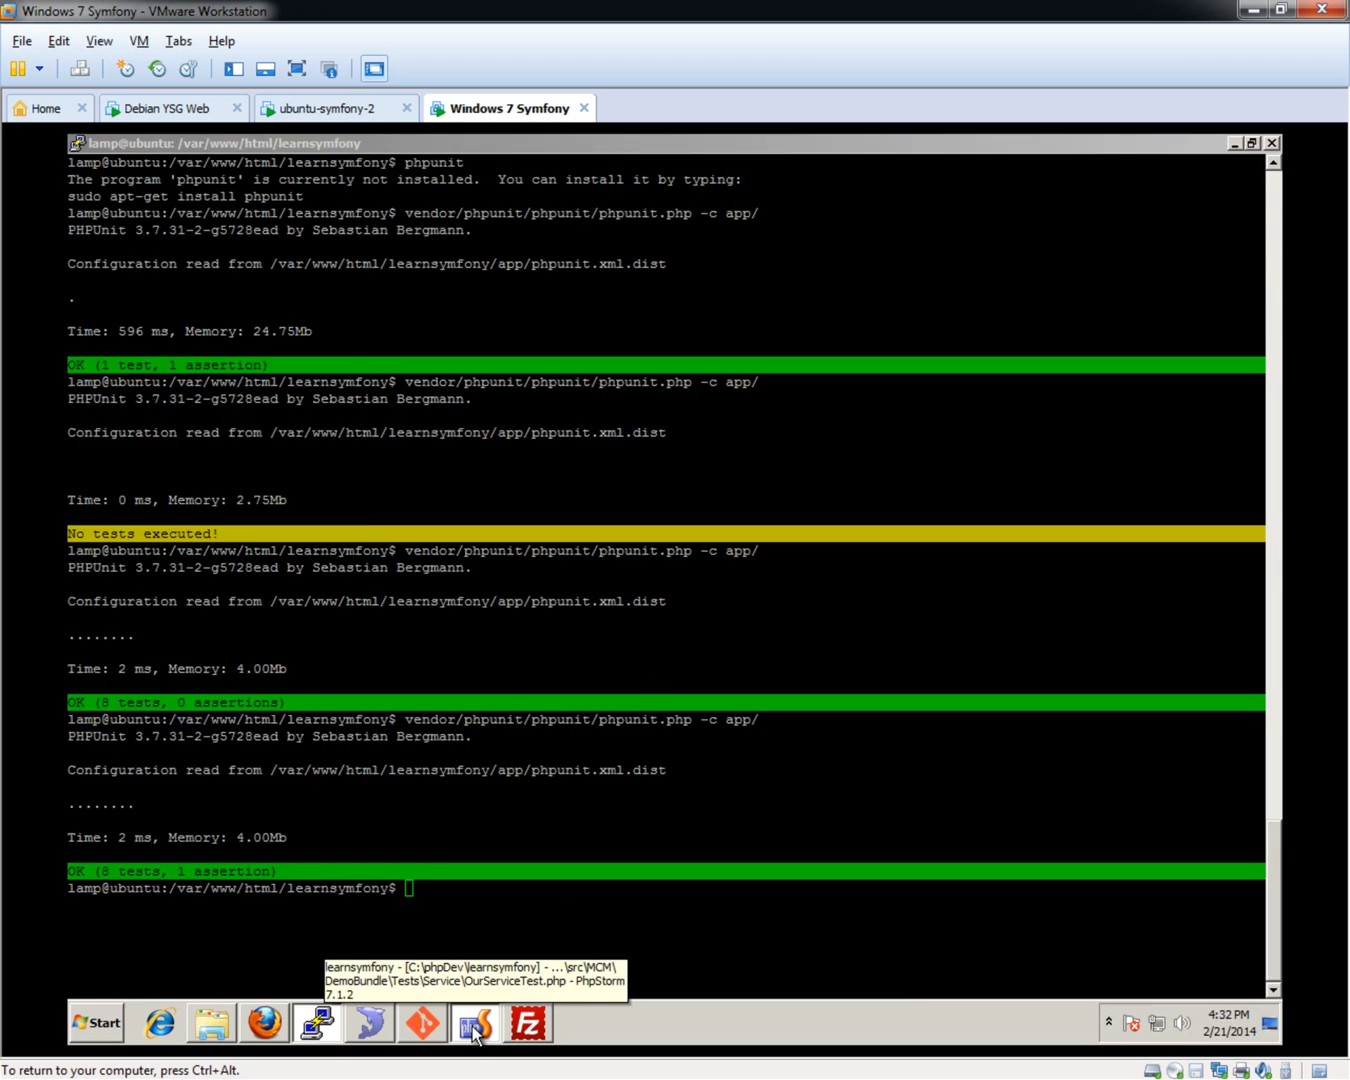 Windows 7 Symfony - VMware Workstation
File Edit View VM Tabs Help
Home Debian YSG Web ubuntu-symfony-2 Windows 7 Symfony
lamp@ubuntu: /var/www/html/learnsymfony
lamp@ubuntu:/var/www/html/learnsymfony$ phpunit
The program 'phpunit' is currently not installed.  You can install it by typing:
sudo apt-get install phpunit
lamp@ubuntu:/var/www/html/learnsymfony$ vendor/phpunit/phpunit/phpunit.php -c app/
PHPUnit 3.7.31-2-g5728ead by Sebastian Bergmann.
Configuration read from /var/www/html/learnsymfony/app/phpunit.xml.dist
.
Time: 596 ms, Memory: 24.75Mb
OK (1 test, 1 assertion)
lamp@ubuntu:/var/www/html/learnsymfony$ vendor/phpunit/phpunit/phpunit.php -c app/
PHPUnit 3.7.31-2-g5728ead by Sebastian Bergmann.
Configuration read from /var/www/html/learnsymfony/app/phpunit.xml.dist
Time: 0 ms, Memory: 2.75Mb
No tests executed!
lamp@ubuntu:/var/www/html/learnsymfony$ vendor/phpunit/phpunit/phpunit.php -c app/
PHPUnit 3.7.31-2-g5728ead by Sebastian Bergmann.
Configuration read from /var/www/html/learnsymfony/app/phpunit.xml.dist
........
Time: 2 ms, Memory: 4.00Mb
OK (8 tests, 0 assertions)
lamp@ubuntu:/var/www/html/learnsymfony$ vendor/phpunit/phpunit/phpunit.php -c app/
PHPUnit 3.7.31-2-g5728ead by Sebastian Bergmann.
Configuration read from /var/www/html/learnsymfony/app/phpunit.xml.dist
........
Time: 2 ms, Memory: 4.00Mb
OK (8 tests, 1 assertion)
lamp@ubuntu:/var/www/html/learnsymfony$
learnsymfony - [C:\phpDev\learnsymfony] - ...\src\MCM\
DemoBundle\Tests\Service\OurServiceTest.php - PhpStorm
7.1.2
Start
4:32 PM
2/21/2014
To return to your computer, press Ctrl+Alt.